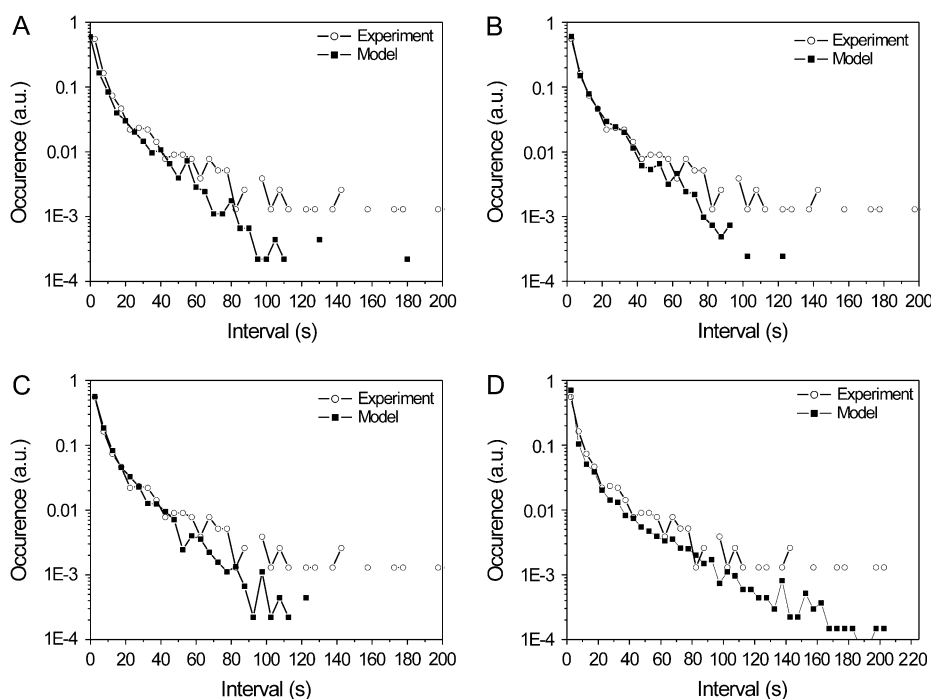 A
Experiment
Model
1
0.1
0.01
1E-3
1E-4
Occurence (a.u.)
0 20 40 60 80 100 120 140 160 180 200
Interval (s)
B
Experiment
Model
1
0.1
0.01
1E-3
1E-4
Occurence (a.u.)
0 20 40 60 80 100 120 140 160 180 200
Interval (s)
C
Experiment
Model
1
0.1
0.01
1E-3
1E-4
Occurence (a.u.)
0 20 40 60 80 100 120 140 160 180 200
Interval (s)
D
Experiment
Model
1
0.1
0.01
1E-3
1E-4
Occurence (a.u.)
0 20 40 60 80 100 120 140 160 180 200 220
Interval (s)